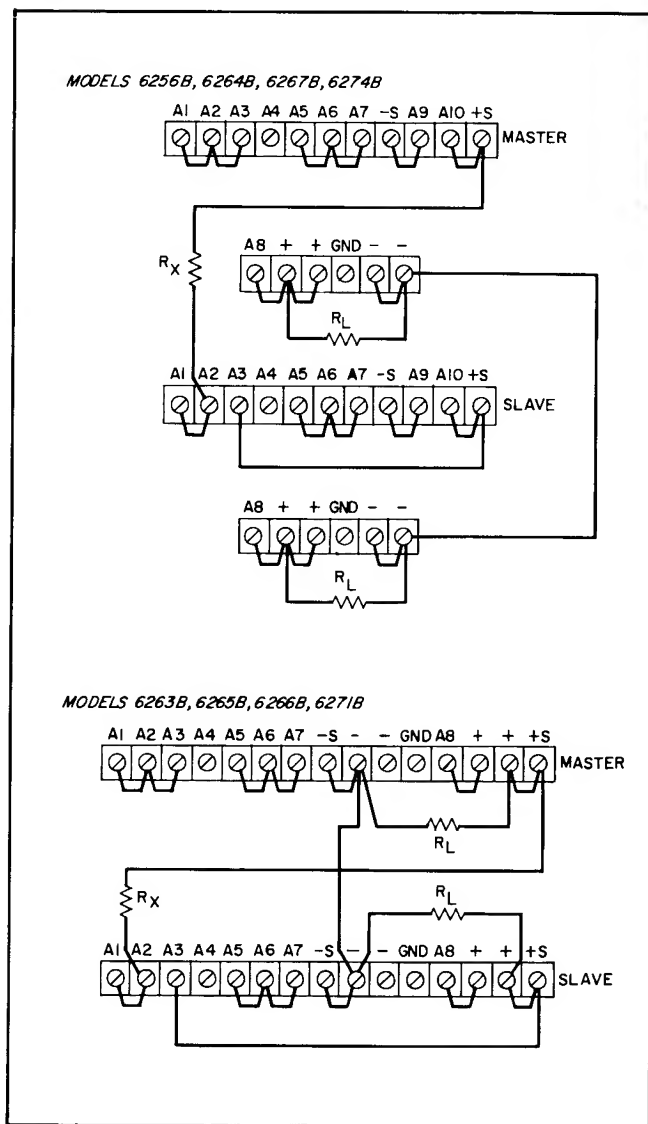 MODELS 6256B, 6264B, 6267B, 6274B
A1 A2 A3 A4 A5 A6 A7 -S A9 A10 +S
MASTER
RX
A8 + + GND - -
RL
A1 A2 A3 A4 A5 A6 A7 -S A9 A10 +S
SLAVE
A8 + + GND - -
RL
MODELS 6263B, 6265B, 6266B, 6271B
A1 A2 A3 A4 A5 A6 A7 -S - - GND A8 + + +S
MASTER
RL
RX
RL
A1 A2 A3 A4 A5 A6 A7 -S - - GND A8 + + +S
SLAVE